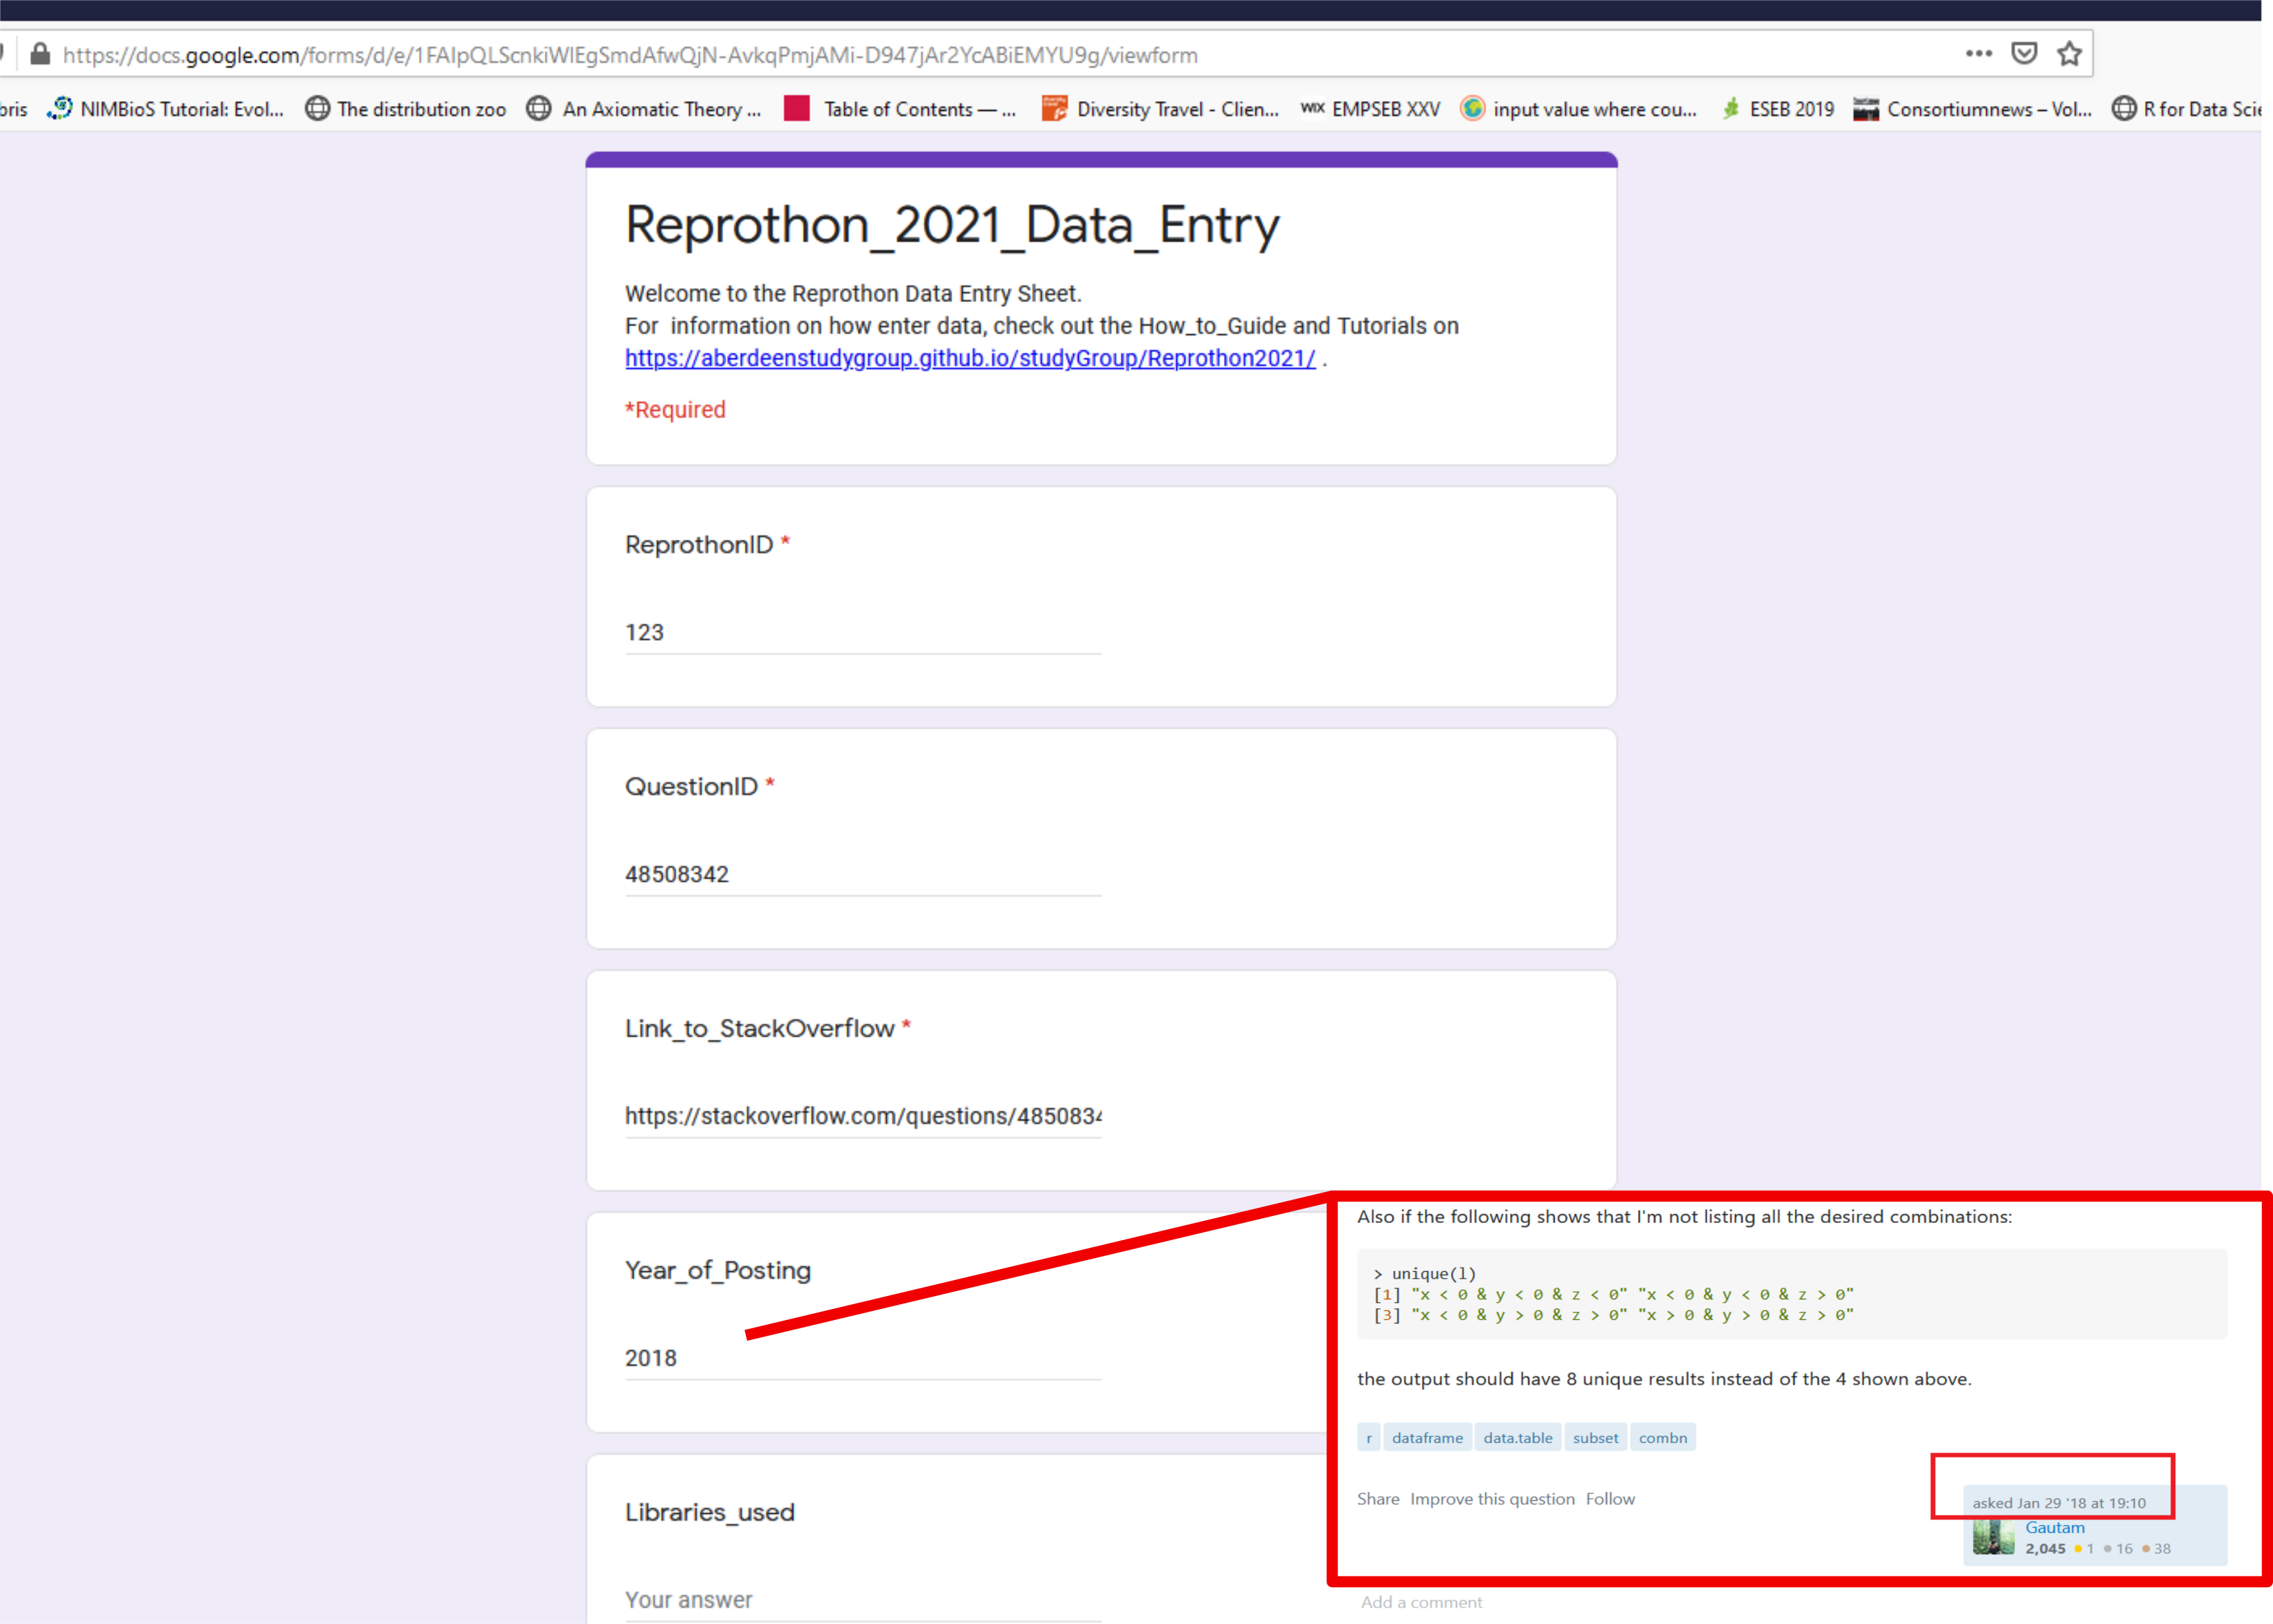 https://docs.google.com/forms/d/e/1FAIpQLScnkiWlEgSmdAfwQjN-AvkqPmjAMi-D947jAr2YcABiEMYU9g/viewform
NIMBioS Tutorial: Evol... The distribution zoo An Axiomatic Theory ... Table of Contents — ... Diversity Travel - Clien... WIX EMPSEB XXV input value where cou... ESEB 2019 Consortiumnews – Vol... R for Data Scie
Reprothon_2021_Data_Entry
Welcome to the Reprothon Data Entry Sheet.
For information on how enter data, check out the How_to_Guide and Tutorials on
https://aberdeenstudygroup.github.io/studyGroup/Reprothon2021/ .
*Required
ReprothonID *
123
QuestionID *
48508342
Link_to_StackOverflow *
https://stackoverflow.com/questions/4850834
Year_of_Posting
2018
Libraries_used
Your answer
Also if the following shows that I'm not listing all the desired combinations:
> unique(l)
[1] "x < 0 & y < 0 & z < 0" "x < 0 & y < 0 & z > 0"
[3] "x < 0 & y > 0 & z > 0" "x > 0 & y > 0 & z > 0"
the output should have 8 unique results instead of the 4 shown above.
r dataframe data.table subset combn
Share Improve this question Follow
asked Jan 29 '18 at 19:10
Gautam
2,045 1 16 38
Add a comment